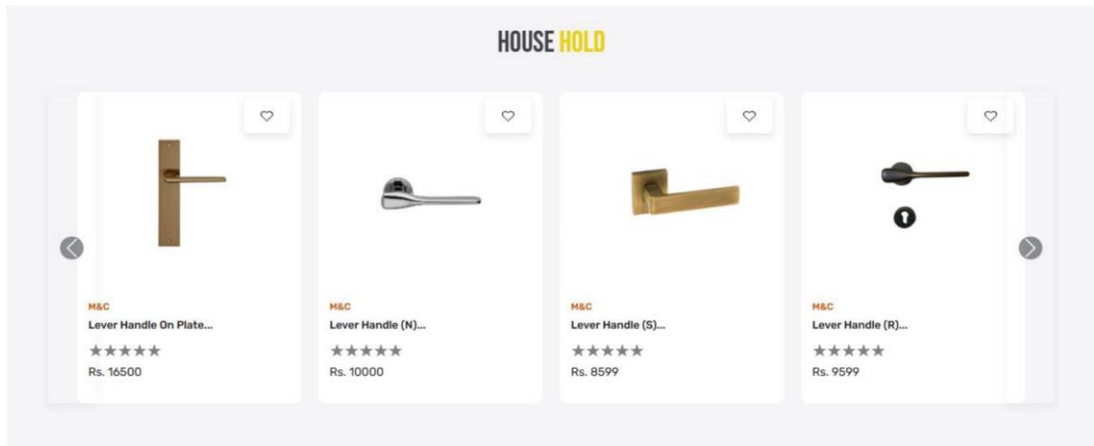 HOUSE HOLD
M&C
Lever Handle On Plate...
Rs. 16500
M&C
Lever Handle (N)...
Rs. 10000
M&C
Lever Handle (S)...
Rs. 8599
M&C
Lever Handle (R)...
Rs. 9599